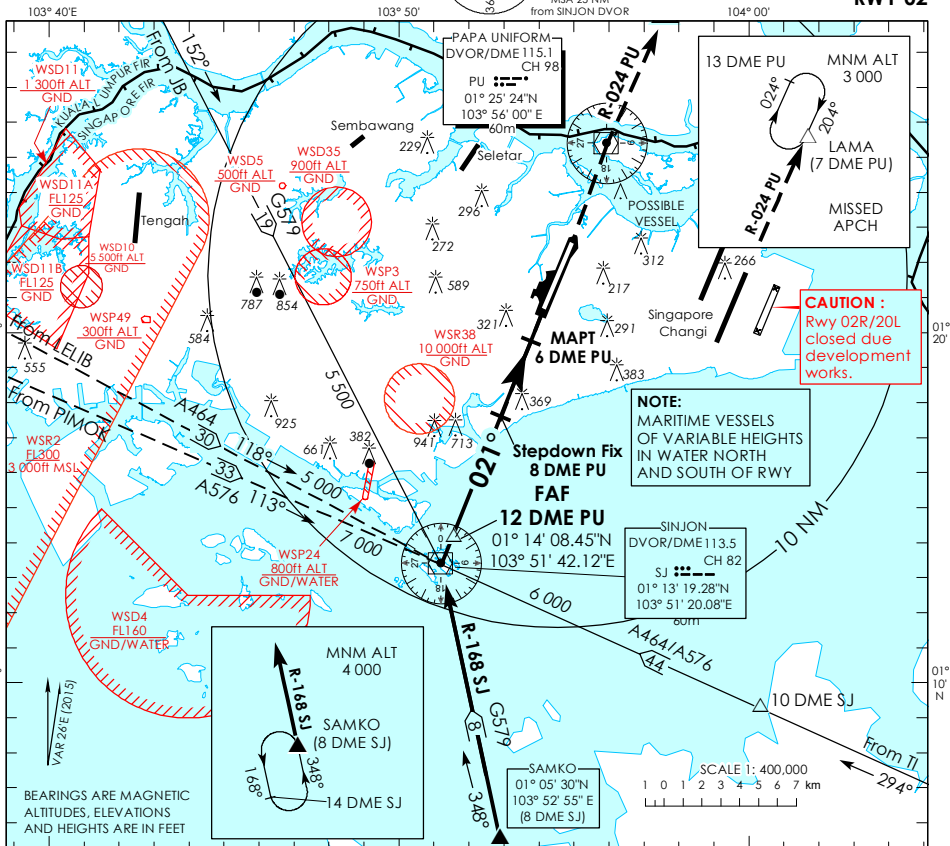 103° 40'E
103° 50'
104° 00'
MSA 25 NM
from SINJON DVOR
RWY 02
36
PAPA UNIFORM
DVOR/DME 115.1
CH 98
PU
01° 25' 24"N
103° 56' 00" E
60m
13 DME PU
MNM ALT
3 000
024°
204°
LAMA
(7 DME PU)
R-024 PU
MISSED
APCH
R-024 PU
From JB
152°
KUALA LUMPUR FIR
SINGAPORE FIR
WSD11
1 300ft ALT
GND
WSD11A
FL125
GND
WSD10
5 500ft ALT
GND
WSD11B
FL125
GND
WSP49
300ft ALT
GND
WSD5
500ft ALT
GND
WSD35
900ft ALT
GND
WSP3
750ft ALT
GND
WSR38
10 000ft ALT
GND
Tengah
Sembawang
Seletar
229
296
272
589
787
854
584
555
321
312
217
291
266
383
369
925
661
382
941
713
POSSIBLE
VESSEL
27
9
18
G579
19
5 500
Singapore
Changi
CAUTION :
Rwy 02R/20L
closed due
development
works.
01°
20'
MAPT
6 DME PU
NOTE:
MARITIME VESSELS
OF VARIABLE HEIGHTS
IN WATER NORTH
AND SOUTH OF RWY
Stepdown Fix
8 DME PU
021°
FAF
12 DME PU
01° 14' 08.45"N
103° 51' 42.12"E
From LELIB
From PIMOK
A464
30
118°
5 000
33
A576
113°
7 000
WSR2
FL300
3 000ft MSL
WSP24
800ft ALT
GND/WATER
WSD4
FL160
GND/WATER
0
27
9
18
SINJON
DVOR/DME 113.5
CH 82
SJ
01° 13' 19.28"N
103° 51' 20.08"E
60m
10 NM
6 000
A464/A576
44
10 DME SJ
From TI
294°
01°
10'
R-168 SJ
G579
8
348°
SAMKO
01° 05' 30"N
103° 52' 55" E
(8 DME SJ)
MNM ALT
4 000
R-168 SJ
SAMKO
(8 DME SJ)
168°
348°
14 DME SJ
VAR 26'E (2015)
BEARINGS ARE MAGNETIC
ALTITUDES, ELEVATIONS
AND HEIGHTS ARE IN FEET
SCALE 1: 400,000
1 0 1 2 3 4 5 6 7 km